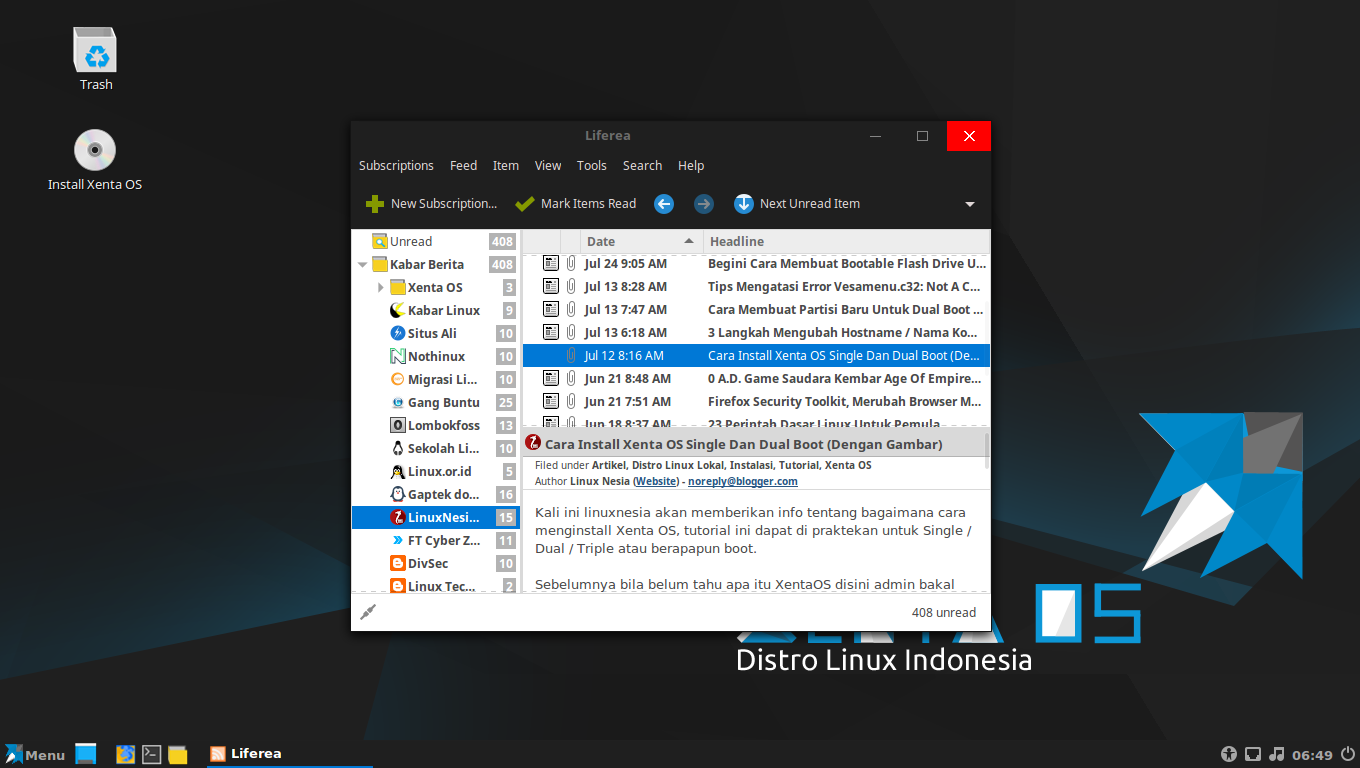 Trash
Install Xenta OS
Liferea
Subscriptions Feed Item View Tools Search Help
New Subscription... Mark Items Read Next Unread Item
Unread 408
Kabar Berita 408
Xenta OS 3
Kabar Linux 9
Situs Ali 10
Nothinux 10
Migrasi Li... 10
Gang Buntu 25
Lombokfoss 13
Sekolah Li... 10
Linux.or.id 5
Gaptek do... 16
LinuxNesi... 15
FT Cyber Z... 11
DivSec 10
Linux Tec... 2
Date Headline
Jul 24 9:05 AM Begini Cara Membuat Bootable Flash Drive U...
Jul 13 8:28 AM Tips Mengatasi Error Vesamenu.c32: Not A C...
Jul 13 7:47 AM Cara Membuat Partisi Baru Untuk Dual Boot ...
Jul 13 6:18 AM 3 Langkah Mengubah Hostname / Nama Ko...
Jul 12 8:16 AM Cara Install Xenta OS Single Dan Dual Boot (De...
Jun 21 8:48 AM 0 A.D. Game Saudara Kembar Age Of Empire...
Jun 21 7:51 AM Firefox Security Toolkit, Merubah Browser M...
Jun 18 8:37 AM 23 Perintah Dasar Linux Untuk Pemula
Cara Install Xenta OS Single Dan Dual Boot (Dengan Gambar)
Filed under Artikel, Distro Linux Lokal, Instalasi, Tutorial, Xenta OS
Author Linux Nesia (Website) - noreply@blogger.com
Kali ini linuxnesia akan memberikan info tentang bagaimana cara
menginstall Xenta OS, tutorial ini dapat di praktekan untuk Single /
Dual / Triple atau berapapun boot.
Sebelumnya bila belum tahu apa itu XentaOS disini admin bakal
408 unread
OS
Distro Linux Indonesia
Menu Liferea 06:49